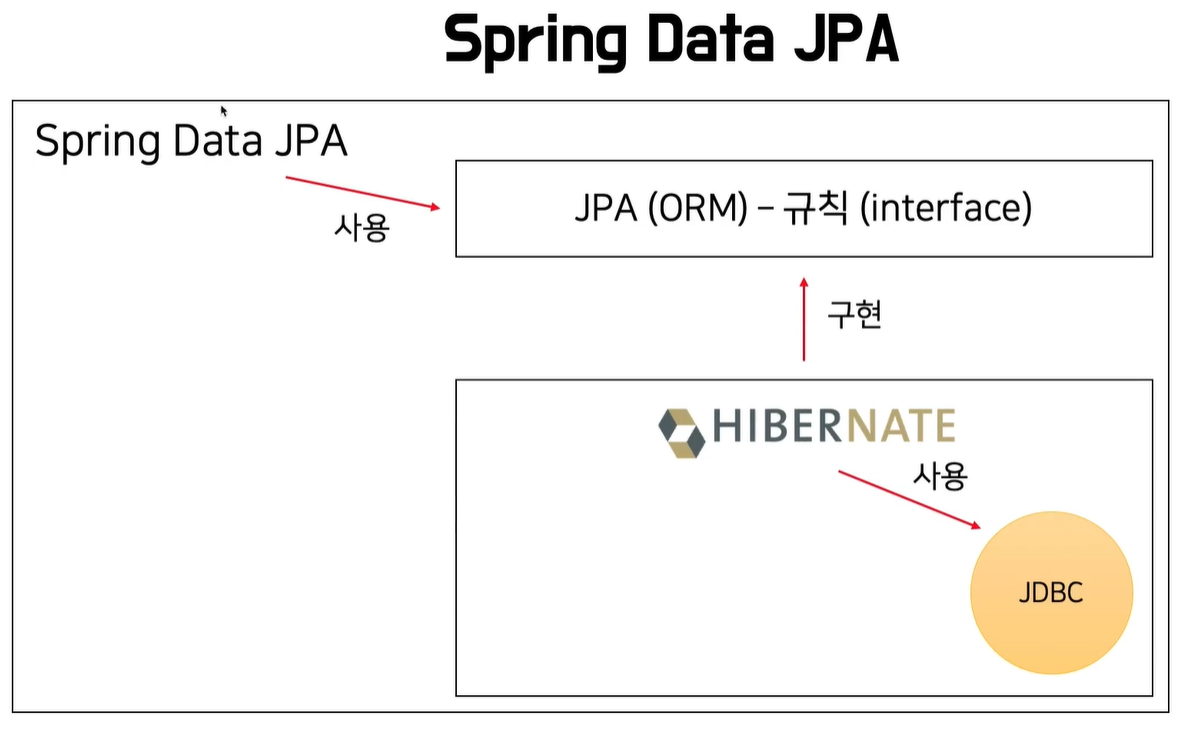 Spring Data JPA
Spring Data JPA
JPA (ORM) – 규칙 (interface)
사용
구현
HIBERNATE
사용
JDBC